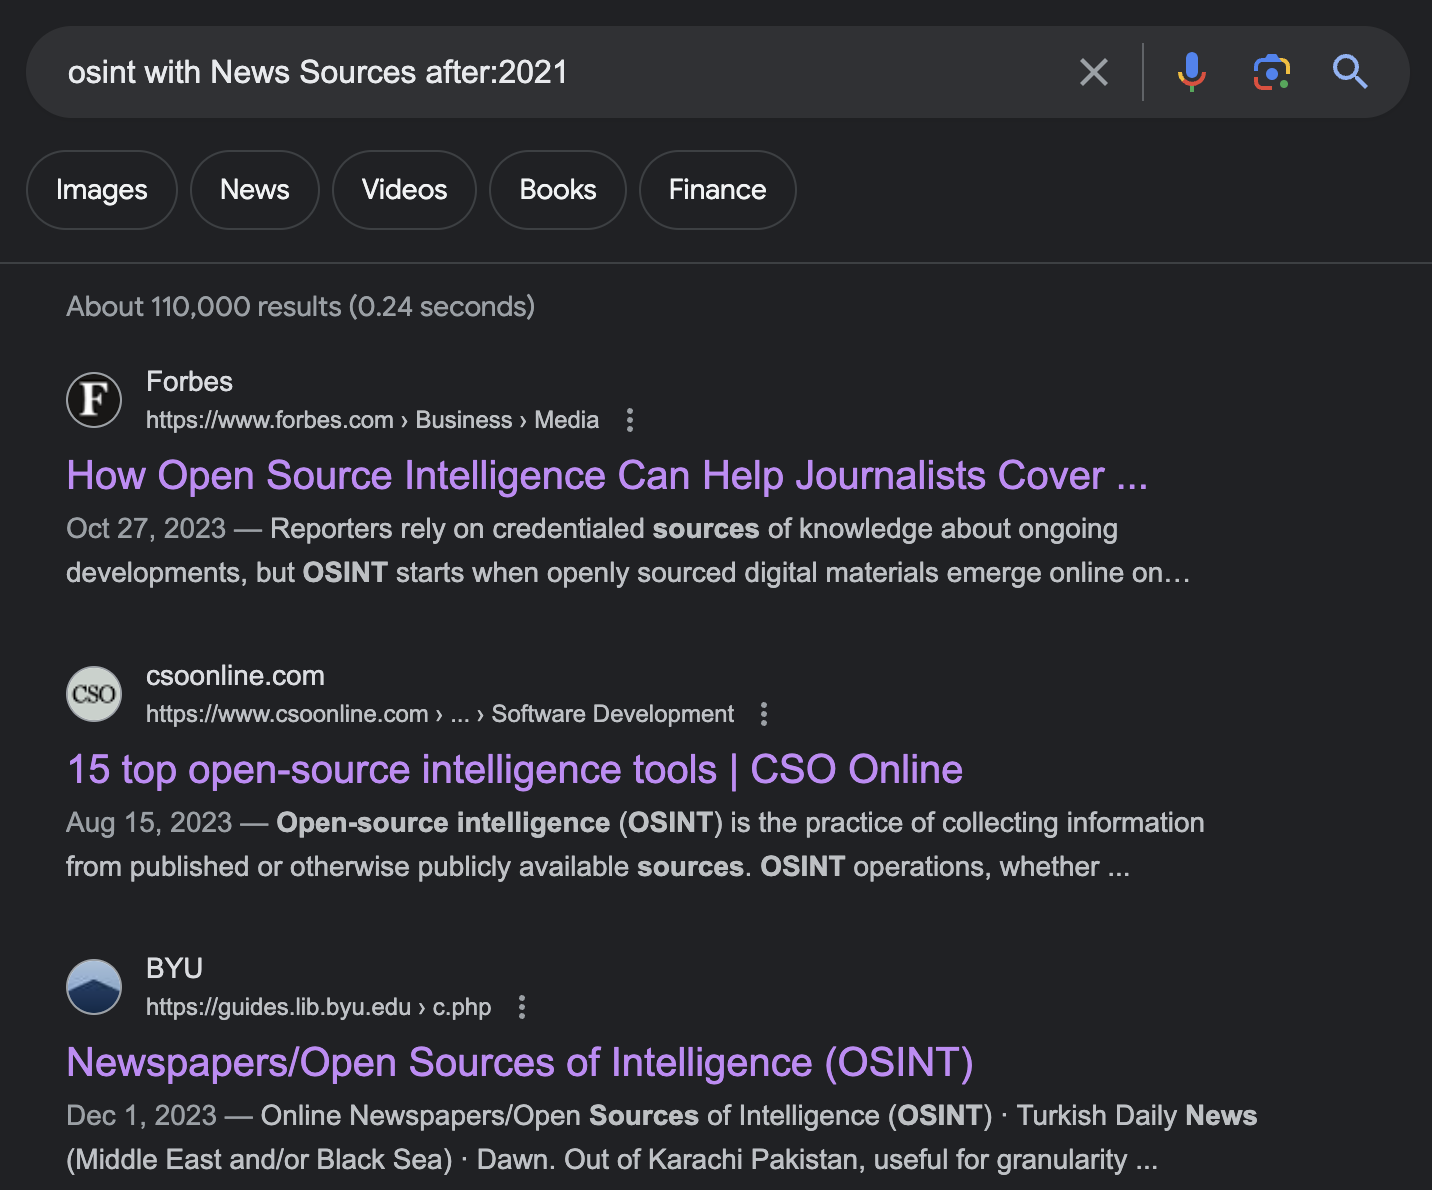 osint with News Sources after:2021
Images
News
Videos
Books
Finance
About 110,000 results (0.24 seconds)
F
Forbes
https://www.forbes.com › Business › Media
How Open Source Intelligence Can Help Journalists Cover ...
Oct 27, 2023 — Reporters rely on credentialed sources of knowledge about ongoing
developments, but OSINT starts when openly sourced digital materials emerge online on…
CSO
csoonline.com
https://www.csoonline.com › ... › Software Development
15 top open-source intelligence tools | CSO Online
Aug 15, 2023 — Open-source intelligence (OSINT) is the practice of collecting information
from published or otherwise publicly available sources. OSINT operations, whether ...
BYU
https://guides.lib.byu.edu › c.php
Newspapers/Open Sources of Intelligence (OSINT)
Dec 1, 2023 — Online Newspapers/Open Sources of Intelligence (OSINT) · Turkish Daily News
(Middle East and/or Black Sea) · Dawn. Out of Karachi Pakistan, useful for granularity ...